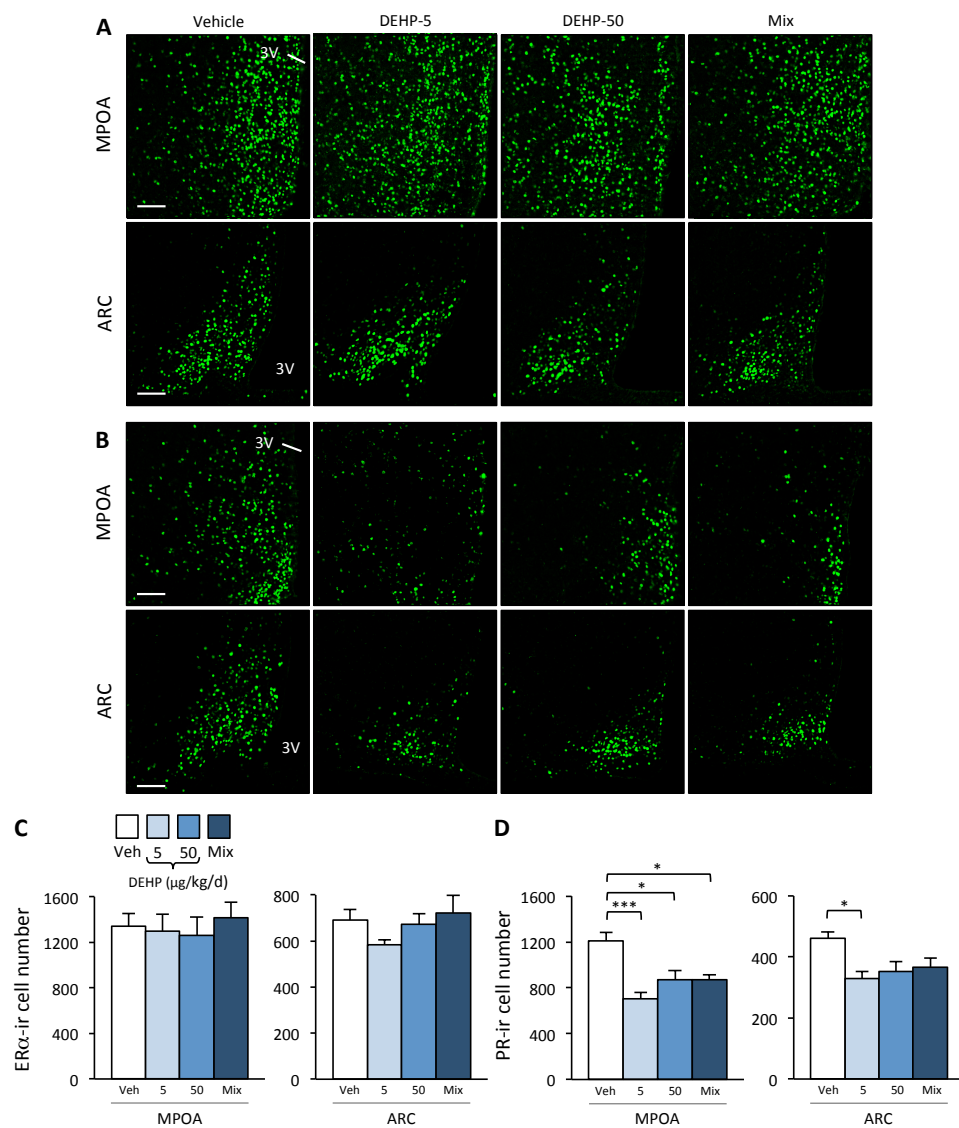 A
Vehicle DEHP-5 DEHP-50 Mix
3V
MPOA
ARC
3V
B
3V
MPOA
ARC
3V
C
Veh 5 50 Mix
DEHP (µg/kg/d)
ERα-ir cell number
1600
1200
800
400
0
Veh 5 50 Mix
MPOA
800
600
400
200
0
Veh 5 50 Mix
ARC
D
PR-ir cell number
1600
1200
800
400
0
*
*
***
Veh 5 50 Mix
MPOA
600
400
200
0
*
Veh 5 50 Mix
ARC